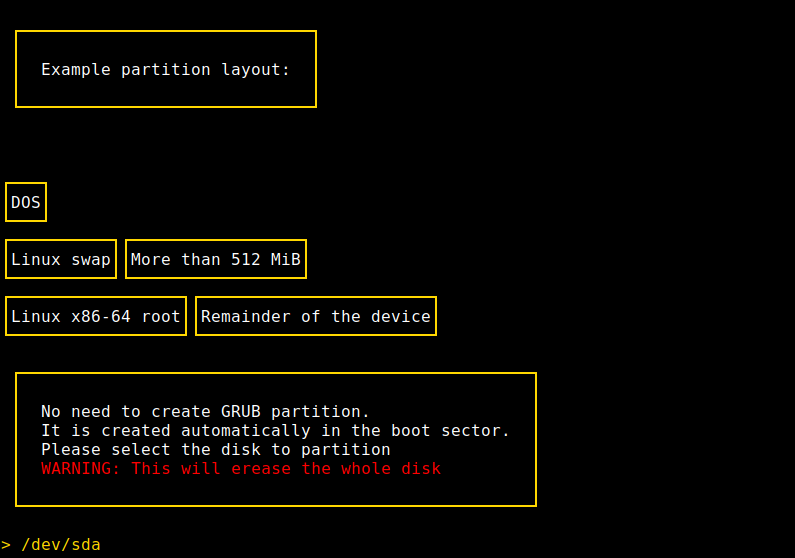 Example partition layout:
DOS
Linux swap More than 512 MiB
Linux x86-64 root Remainder of the device
No need to create GRUB partition.
It is created automatically in the boot sector.
Please select the disk to partition
WARNING: This will erease the whole disk
> /dev/sda